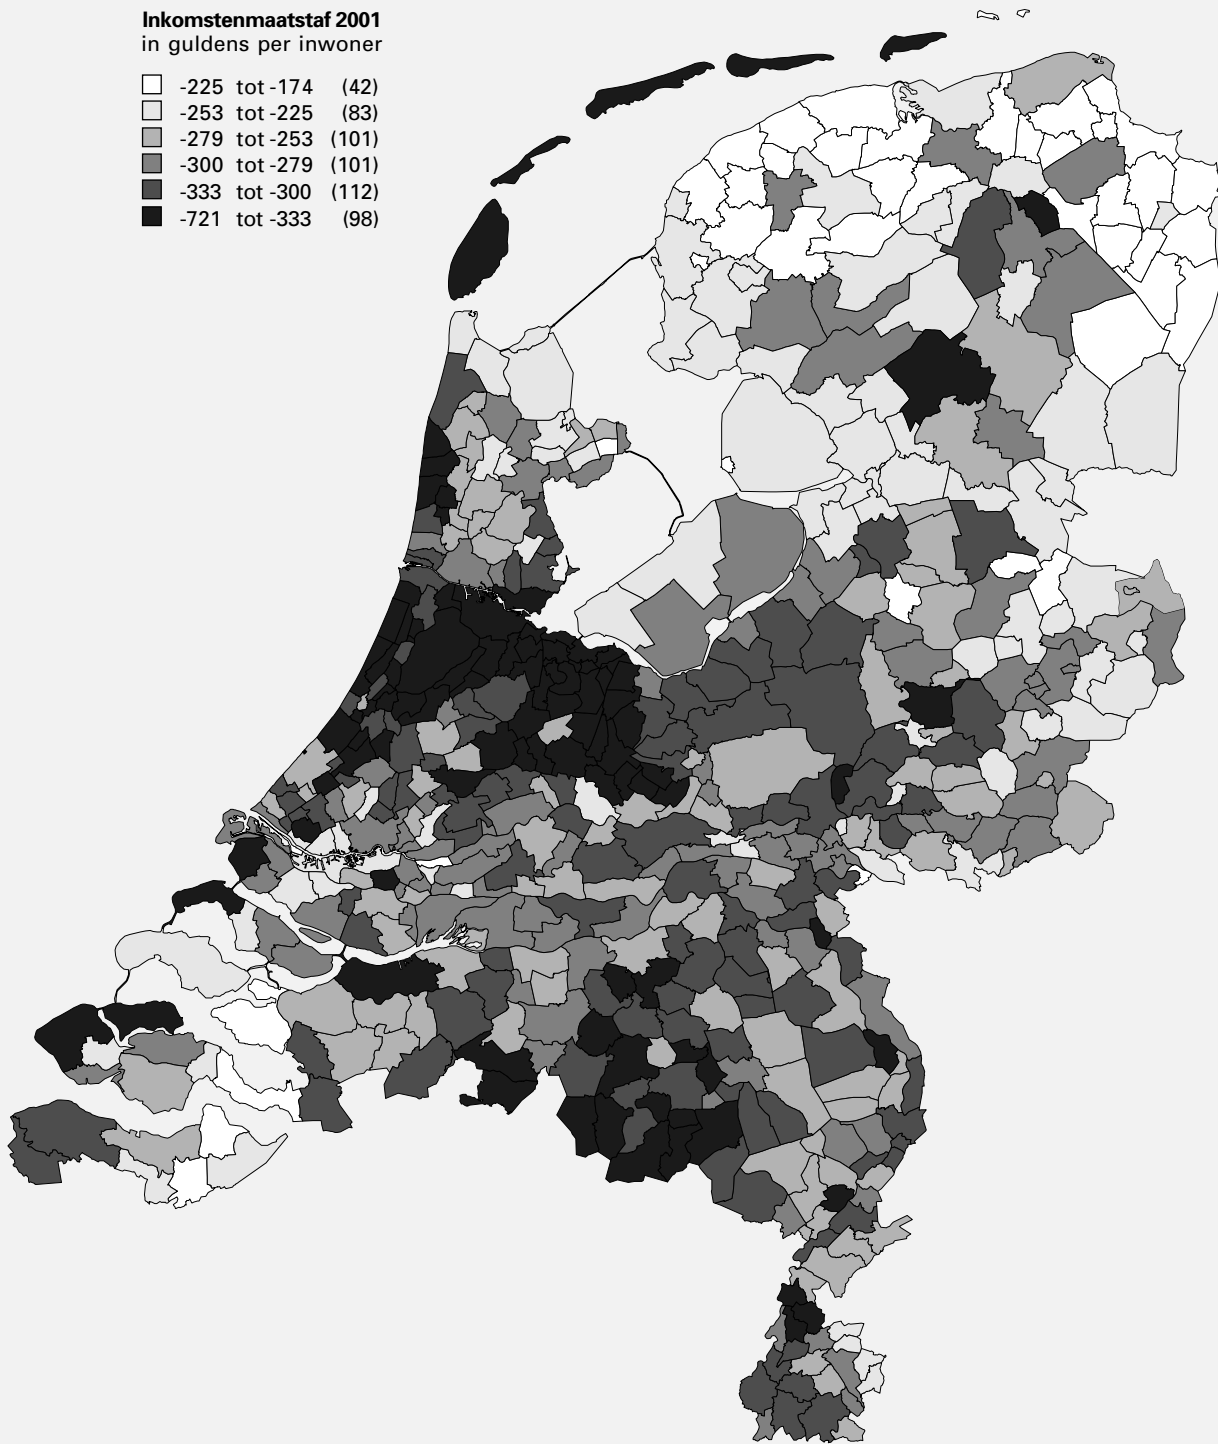 Inkomstenmaatstaf 2001
in guldens per inwoner
-225 tot -174 (42)
-253 tot -225 (83)
-279 tot -253 (101)
-300 tot -279 (101)
-333 tot -300 (112)
-721 tot -333 (98)